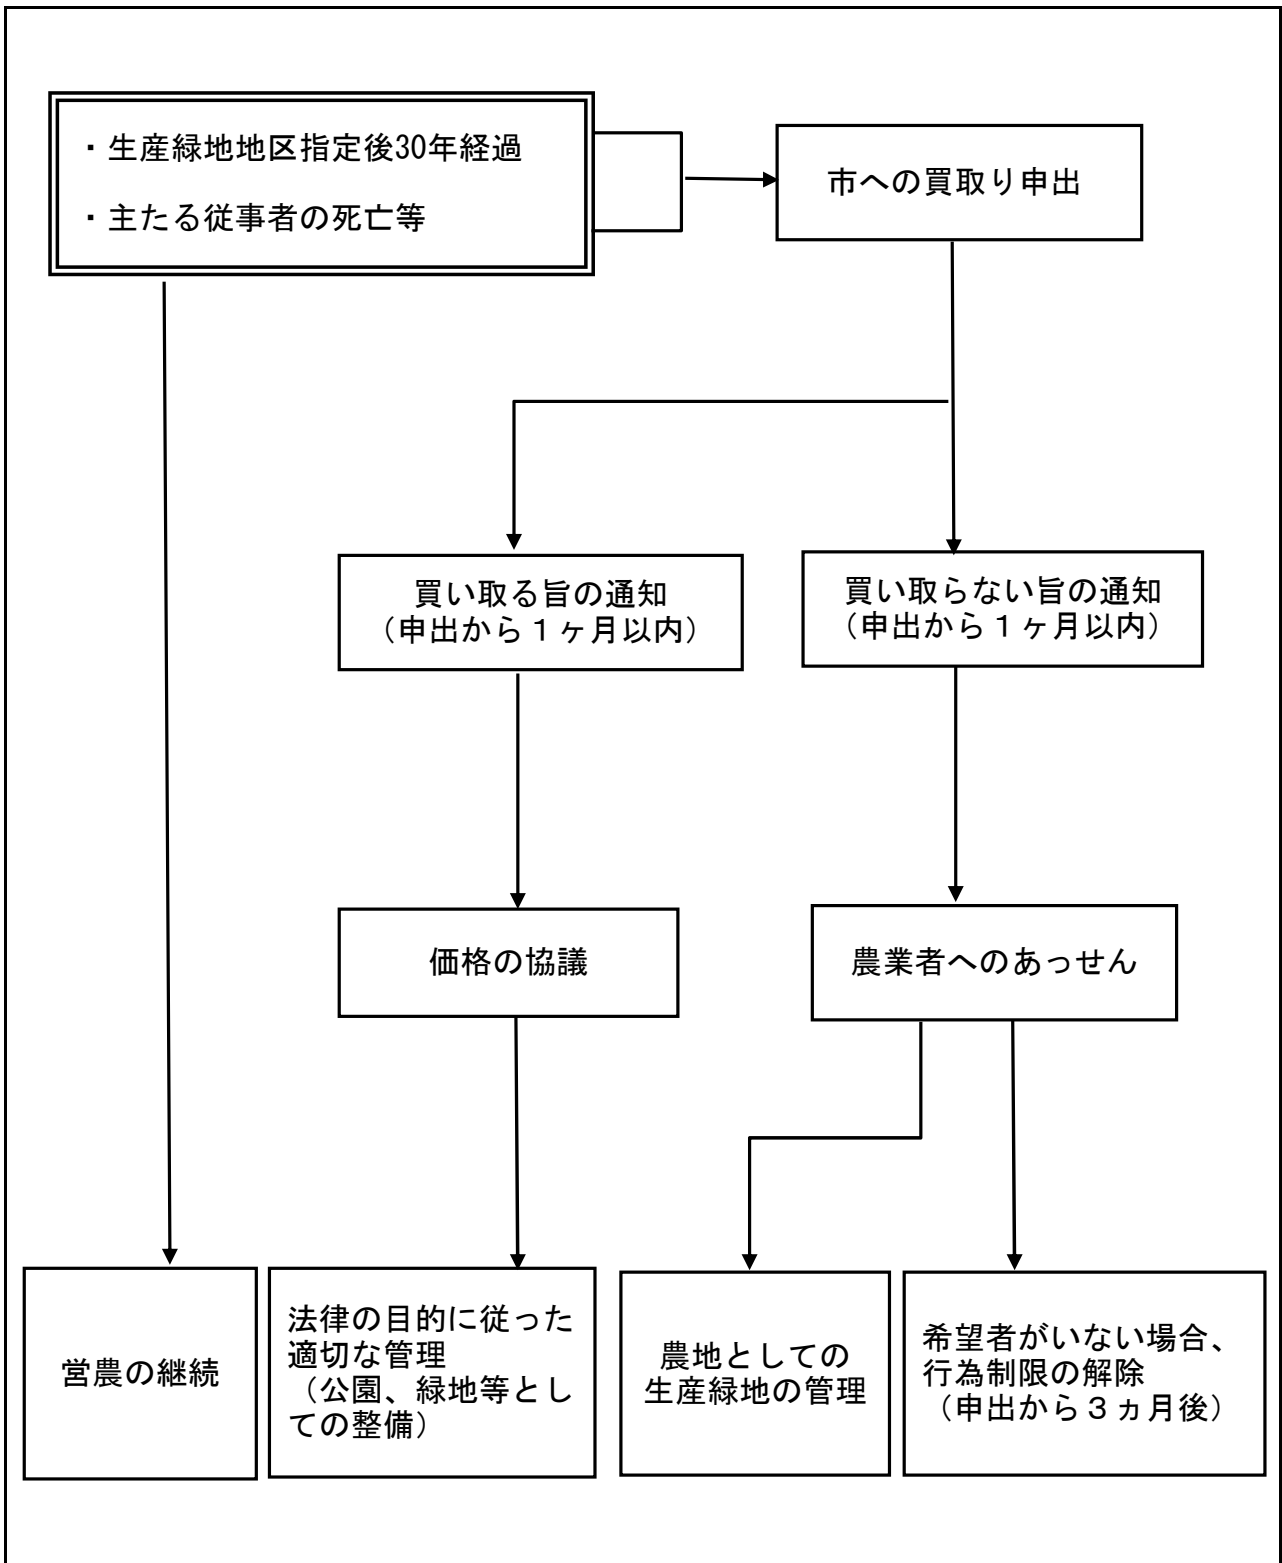 ・生産緑地地区指定後30年経過
・主たる従事者の死亡等
市への買取り申出
買い取る旨の通知
（申出から１ヶ月以内）
買い取らない旨の通知
（申出から１ヶ月以内）
価格の協議
農業者へのあっせん
営農の継続
法律の目的に従った
適切な管理
（公園、緑地等とし
ての整備）
農地としての
生産緑地の管理
希望者がいない場合、
行為制限の解除
（申出から３ヵ月後）